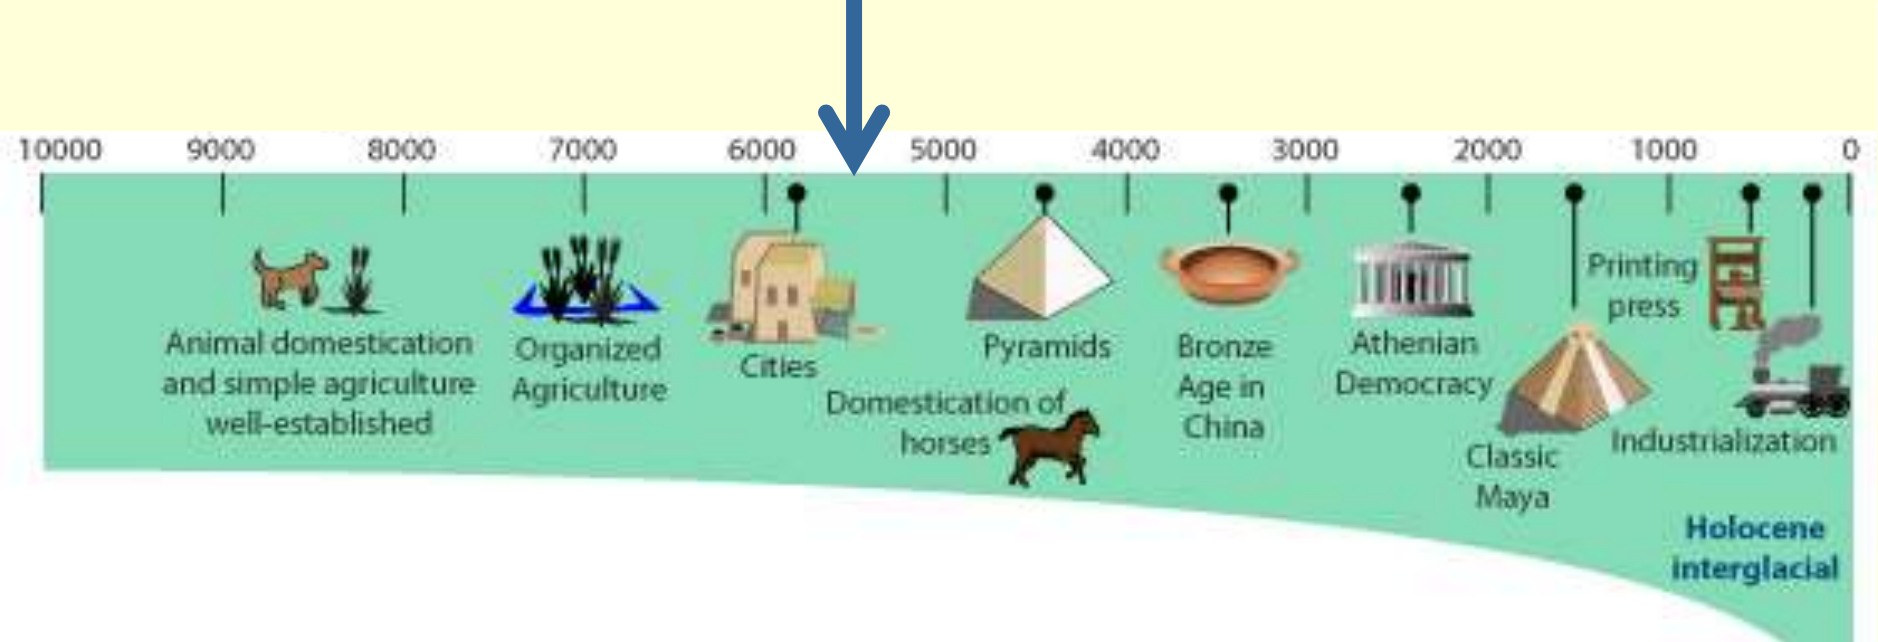 10000 9000 8000 7000 6000 5000 4000 3000 2000 1000 0
Animal domestication
and simple agriculture
well-established
Organized
Agriculture
Cities
Domestication of
horses
Pyramids
Bronze
Age in
China
Athenian
Democracy
Classic
Maya
Printing
press
Industrialization
Holocene
interglacial